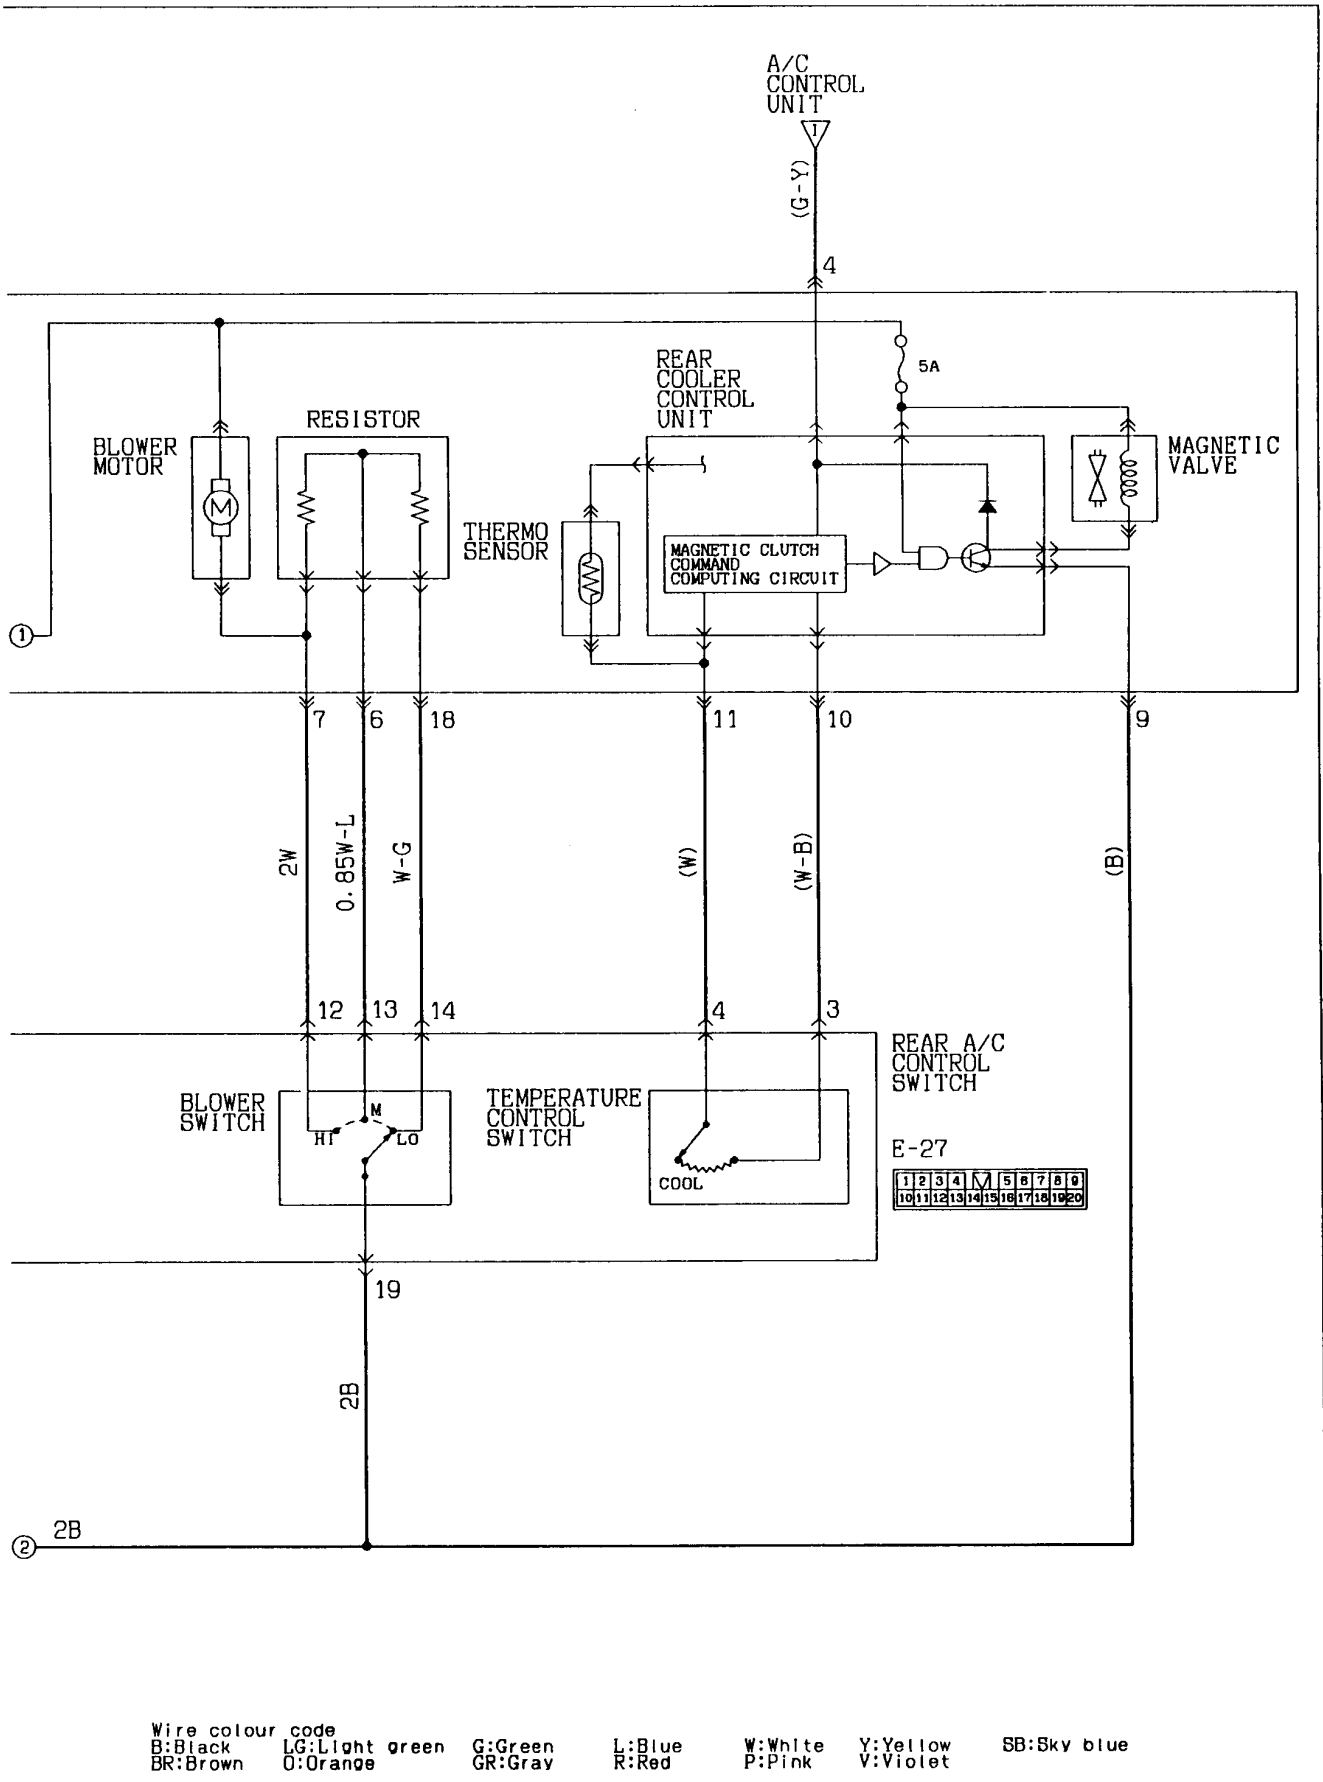 A/C
CONTROL
UNIT
I
(G-Y)
4
5A
REAR
COOLER
CONTROL
UNIT
RESISTOR
BLOWER
MOTOR
M
MAGNETIC
VALVE
THERMO
SENSOR
MAGNETIC CLUTCH
COMMAND
COMPUTING CIRCUIT
1
7
6
18
11
10
9
2W
0.85W-L
W-G
(W)
(W-B)
(B)
12
13
14
4
3
REAR A/C
CONTROL
SWITCH
BLOWER
SWITCH
M
HI
LO
TEMPERATURE
CONTROL
SWITCH
COOL
E-27
1 2 3 4 5 6 7 8 9
10 11 12 13 14 15 16 17 18 19 20
19
2B
2
2B
Wire colour code
B:Black LG:Light green G:Green L:Blue W:White Y:Yellow SB:Sky blue
BR:Brown O:Orange GR:Gray R:Red P:Pink V:Violet